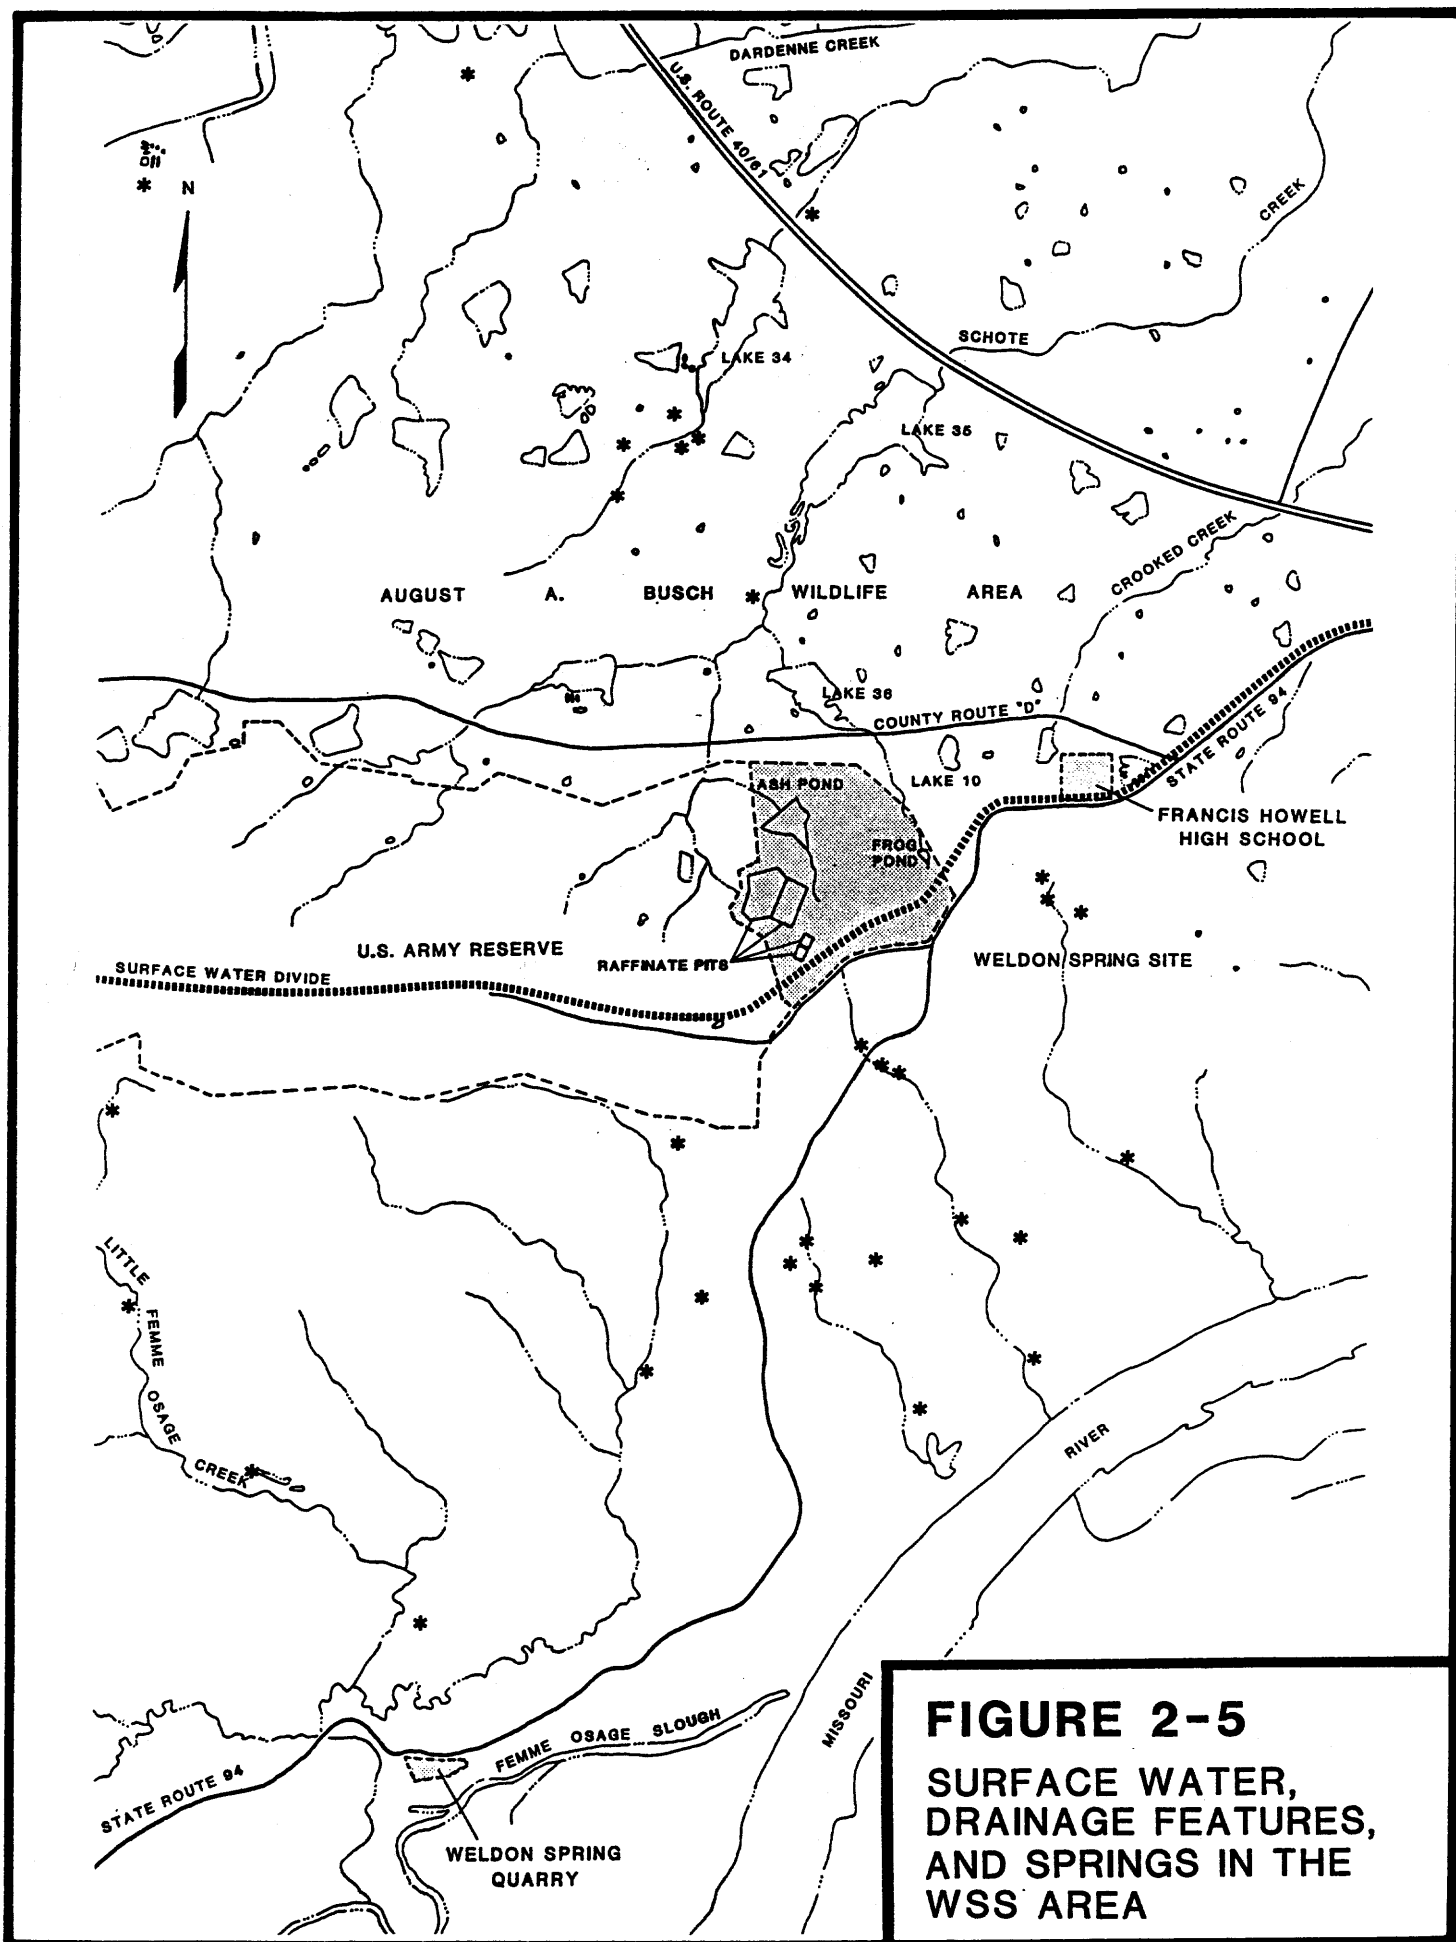 DARDENNE CREEK
U.S. ROUTE 40/61
N
CREEK
SCHOTE
LAKE 34
LAKE 35
CROOKED CREEK
AUGUST A. BUSCH WILDLIFE AREA
LAKE 36
COUNTY ROUTE "D"
STATE ROUTE 94
ASH POND
LAKE 10
FRANCIS HOWELL
HIGH SCHOOL
FROG
POND
U.S. ARMY RESERVE
RAFFINATE PITS
WELDON SPRING SITE
SURFACE WATER DIVIDE
LITTLE
FEMME
OSAGE
CREEK
RIVER
MISSOURI
FEMME OSAGE SLOUGH
STATE ROUTE 94
WELDON SPRING
QUARRY
FIGURE 2-5
SURFACE WATER,
DRAINAGE FEATURES,
AND SPRINGS IN THE
WSS AREA